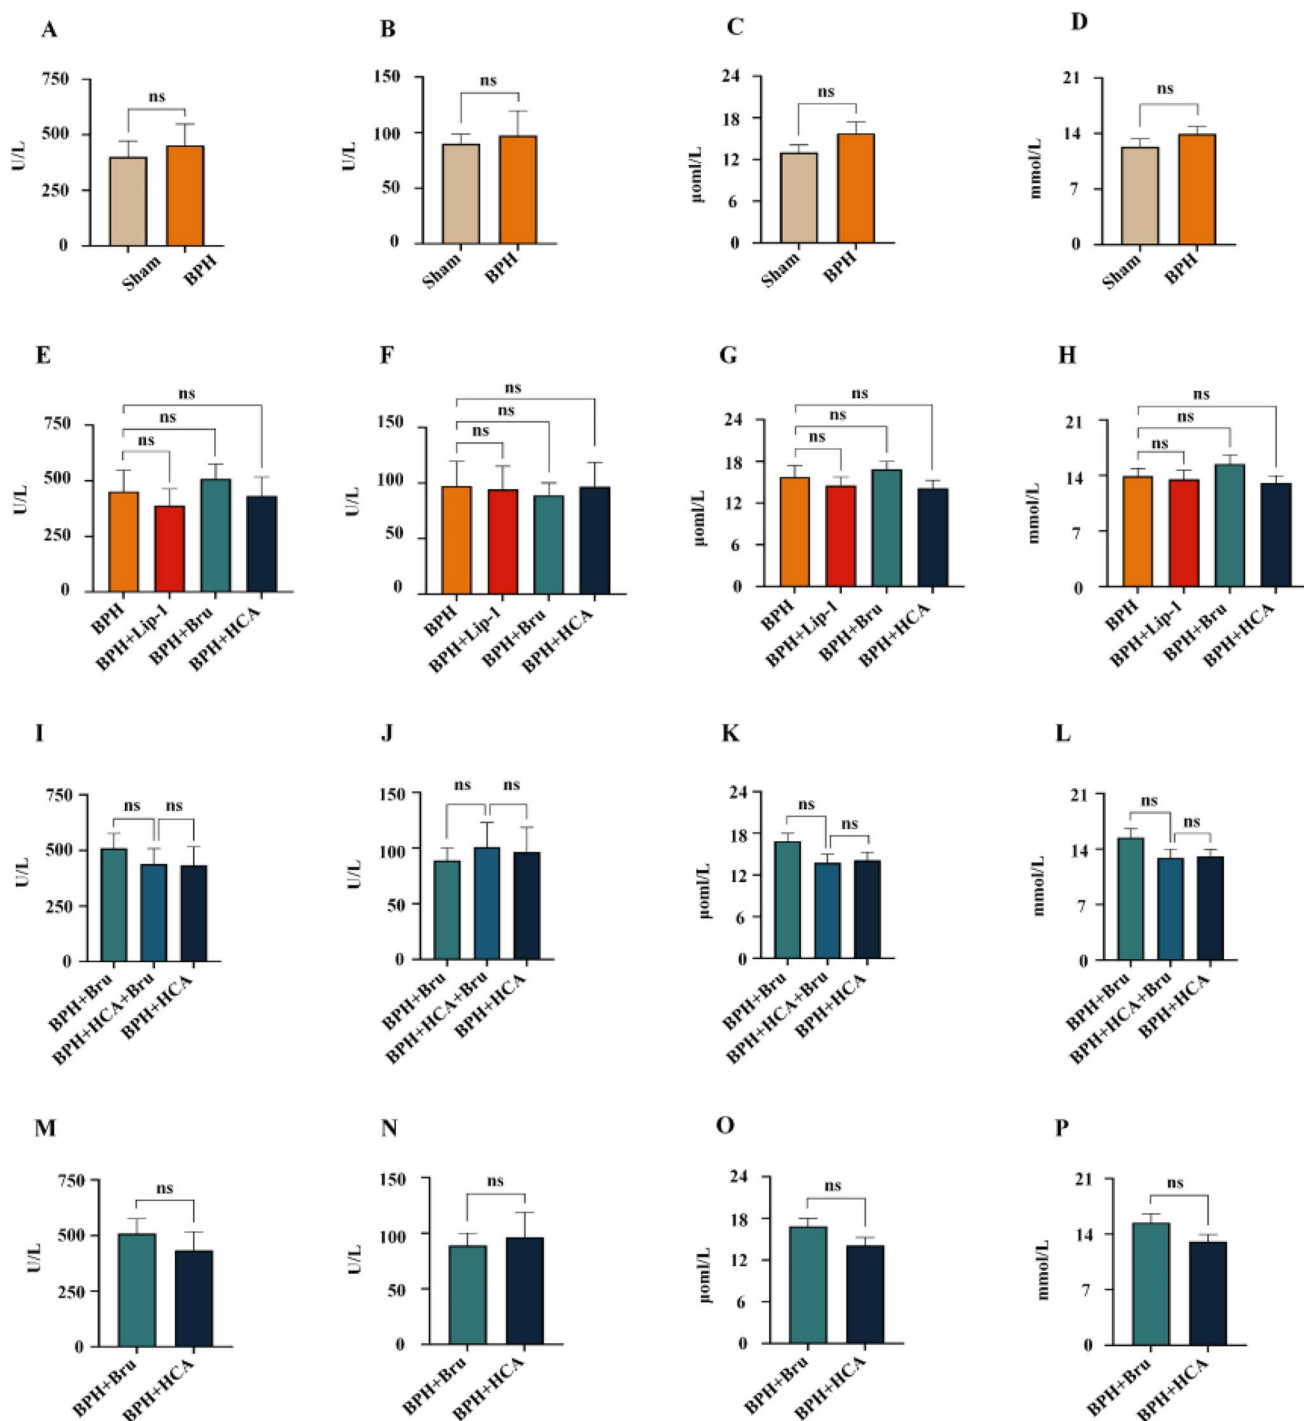 A
750
500
250
0
U/L
ns
Sham
BPH
B
150
100
50
0
U/L
ns
Sham
BPH
C
24
18
12
6
0
μoml/L
ns
Sham
BPH
D
21
14
7
0
mmol/L
ns
Sham
BPH
E
750
500
250
0
U/L
ns
ns
ns
BPH
BPH+Lip-1
BPH+Bru
BPH+HCA
F
150
100
50
0
U/L
ns
ns
ns
BPH
BPH+Lip-1
BPH+Bru
BPH+HCA
G
24
18
12
6
0
μoml/L
ns
ns
ns
BPH
BPH+Lip-1
BPH+Bru
BPH+HCA
H
21
14
7
0
mmol/L
ns
ns
ns
BPH
BPH+Lip-1
BPH+Bru
BPH+HCA
I
750
500
250
0
U/L
ns
ns
BPH+Bru
BPH+HCA+Bru
BPH+HCA
J
150
100
50
0
U/L
ns
ns
BPH+Bru
BPH+HCA+Bru
BPH+HCA
K
24
18
12
6
0
μoml/L
ns
ns
BPH+Bru
BPH+HCA+Bru
BPH+HCA
L
21
14
7
0
mmol/L
ns
ns
BPH+Bru
BPH+HCA+Bru
BPH+HCA
M
750
500
250
0
U/L
ns
BPH+Bru
BPH+HCA
N
150
100
50
0
U/L
ns
BPH+Bru
BPH+HCA
O
24
18
12
6
0
μoml/L
ns
BPH+Bru
BPH+HCA
P
21
14
7
0
mmol/L
ns
BPH+Bru
BPH+HCA